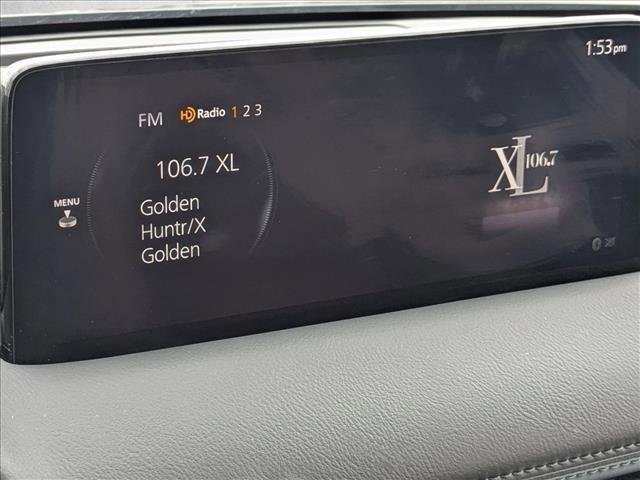 1:53pm
FM HD Radio 1 2 3
106.7 XL
XL 106.7
MENU
Golden
Huntr/X
Golden